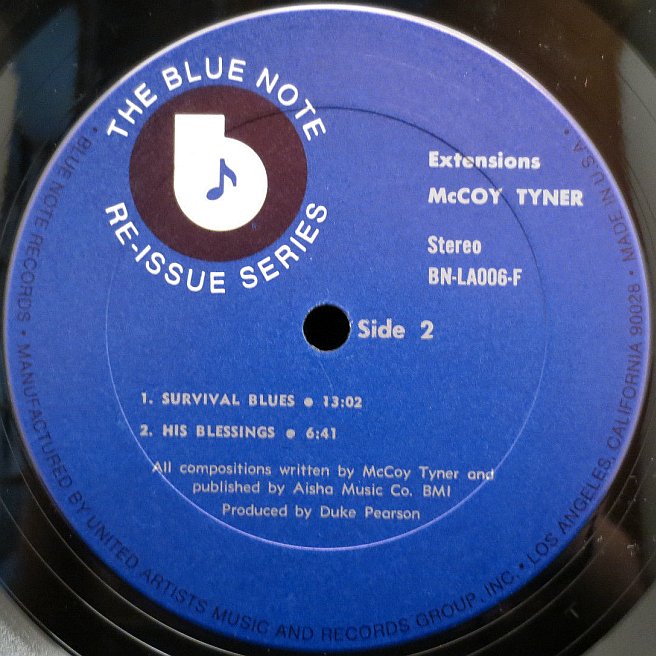 THE BLUE NOTE
b
RE-ISSUE SERIES
Extensions
McCOY TYNER
Stereo
BN-LA006-F
Side 2
1. SURVIVAL BLUES ● 13:02
2. HIS BLESSINGS ● 6:41
All compositions written by McCoy Tyner and
published by Aisha Music Co. BMI
Produced by Duke Pearson
• BLUE NOTE RECORDS • MANUFACTURED BY UNITED ARTISTS MUSIC AND RECORDS GROUP, INC. • LOS ANGELES, CALIFORNIA 90028 • MADE IN U.S.A. •
T